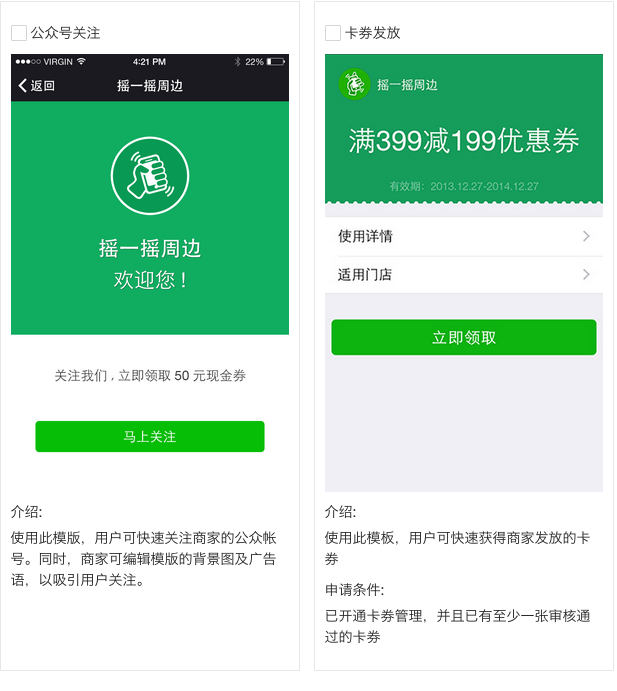 公众号关注
VIRGIN
4:21 PM
22%
返回
摇一摇周边
摇一摇周边
欢迎您！
关注我们，立即领取 50 元现金券
马上关注
介绍:
使用此模版，用户可快速关注商家的公众帐
号。同时，商家可编辑模版的背景图及广告
语，以吸引用户关注。
卡券发放
摇一摇周边
满399减199优惠券
有效期：2013.12.27-2014.12.27
使用详情
适用门店
立即领取
介绍:
使用此模板，用户可快速获得商家发放的卡
券
申请条件:
已开通卡券管理，并且已有至少一张审核通
过的卡券